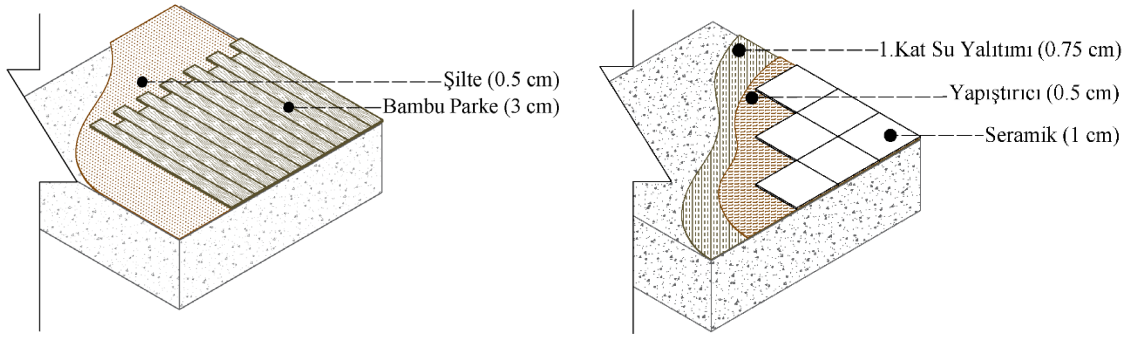 Şilte (0.5 cm)
Bambu Parke (3 cm)
1.Kat Su Yalıtımı (0.75 cm)
Yapıştırıcı (0.5 cm)
Seramik (1 cm)